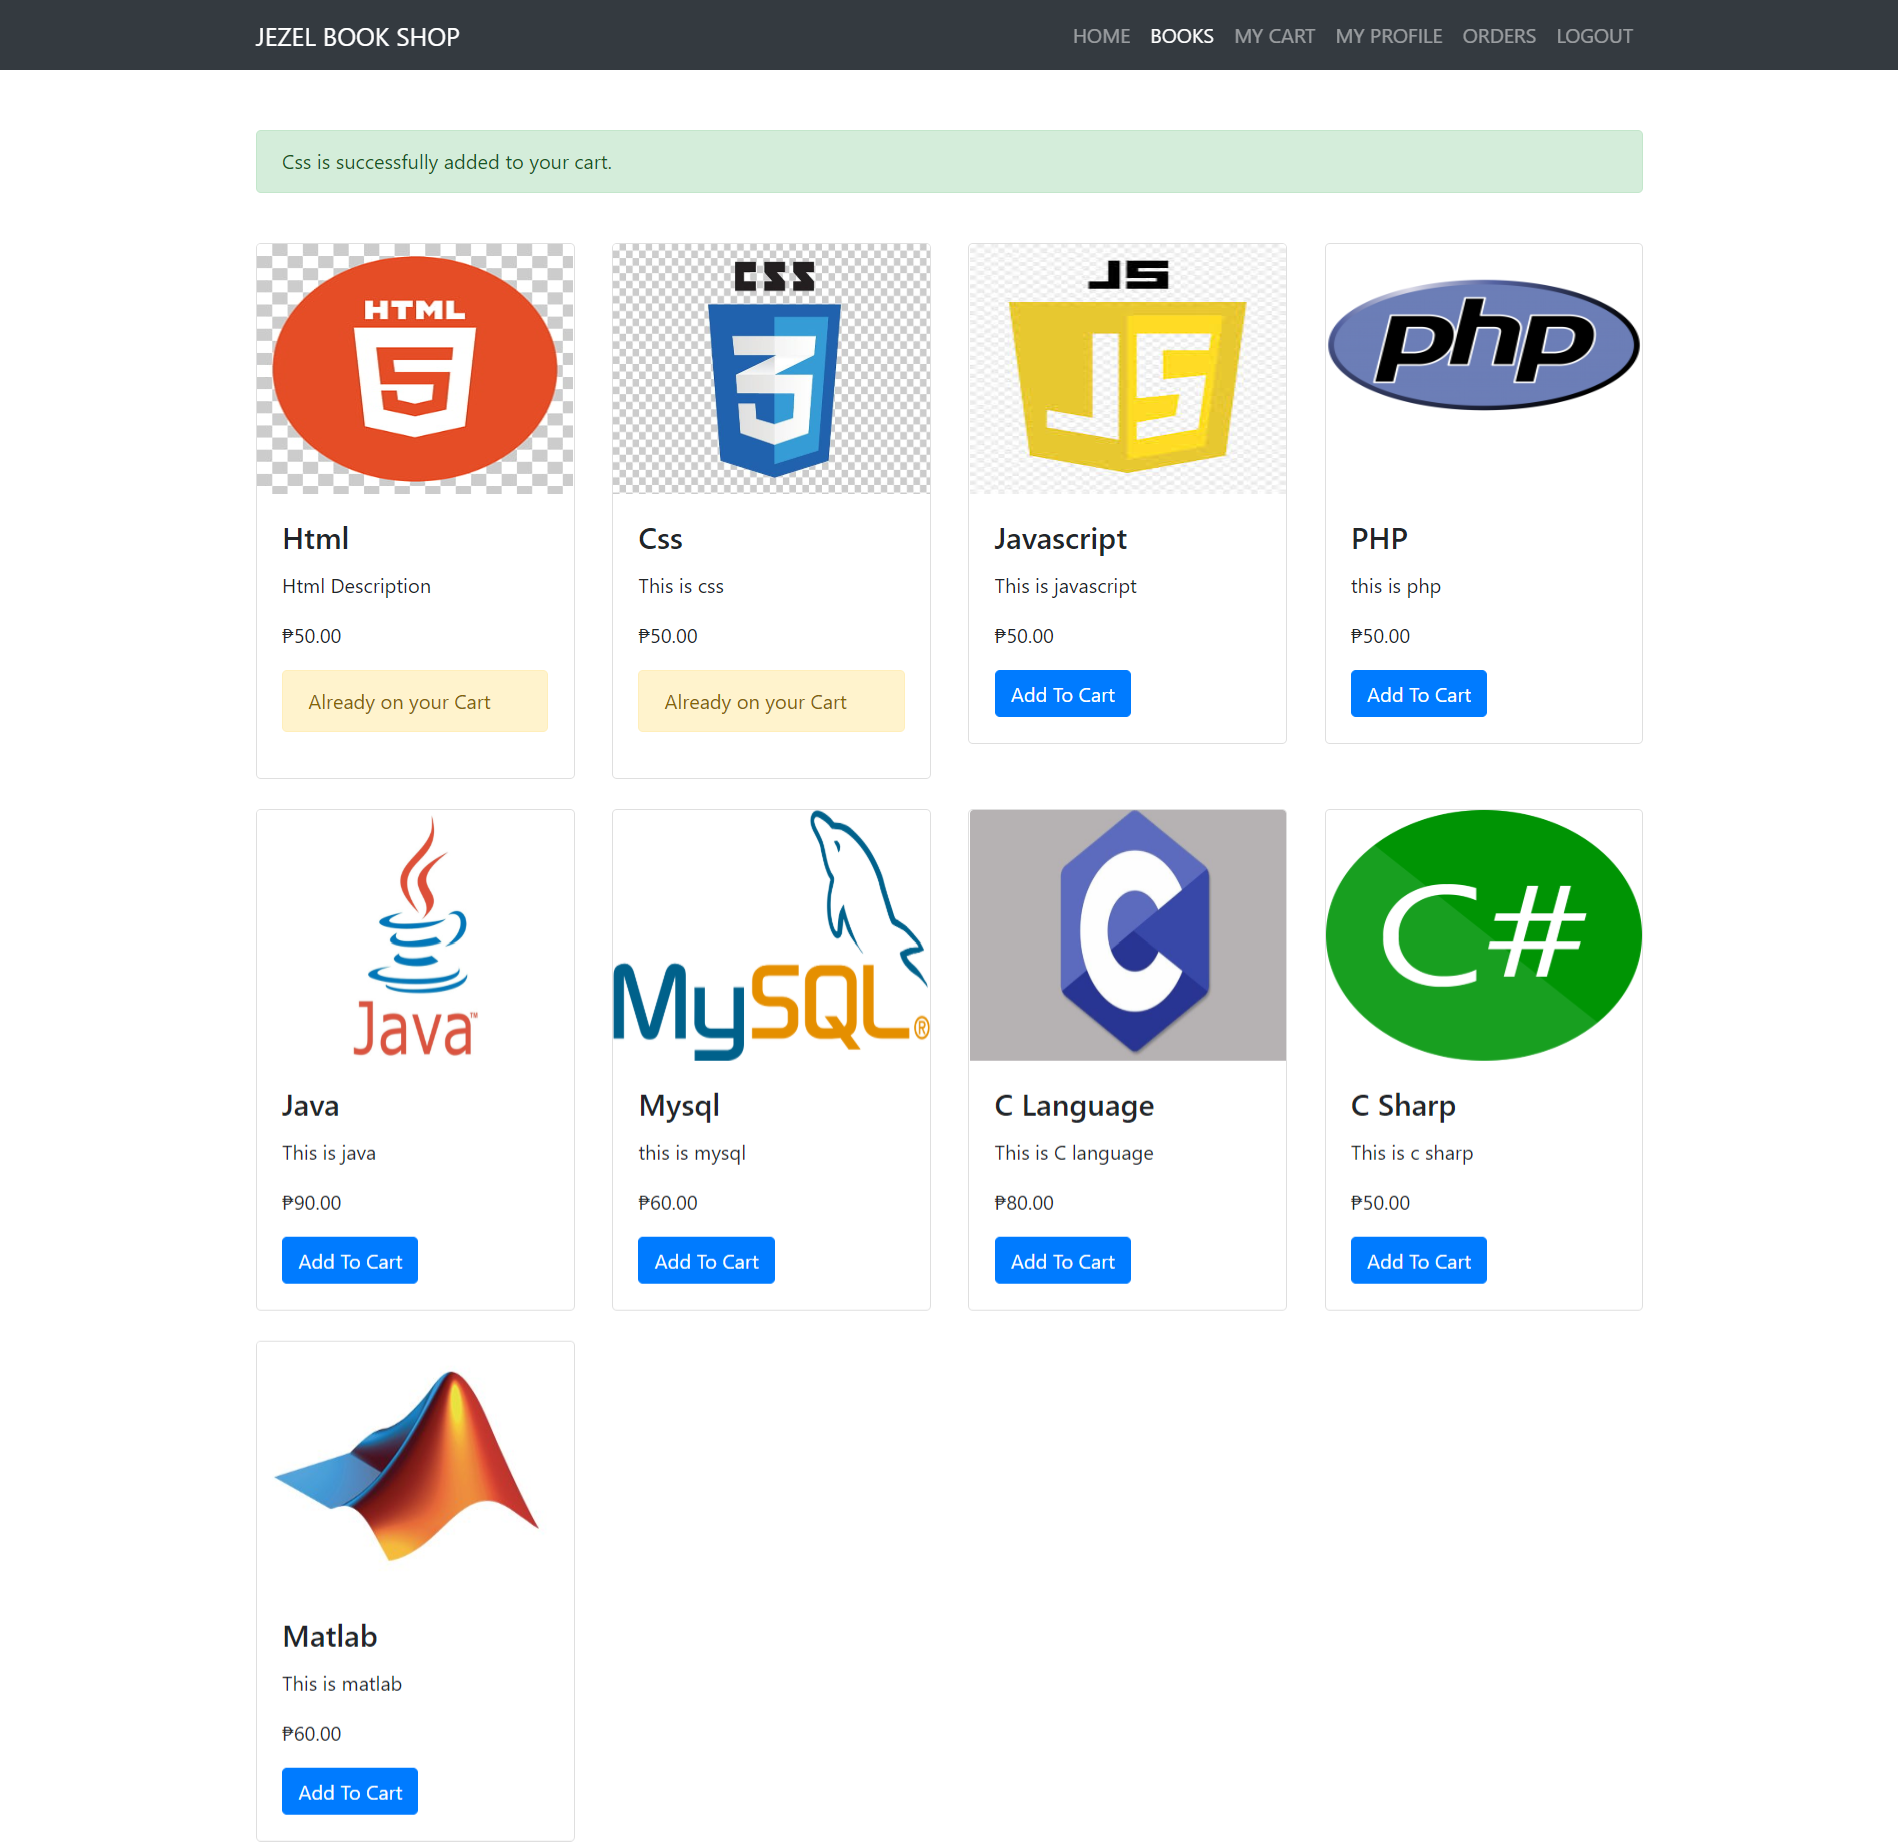 JEZEL BOOK SHOP
HOME BOOKS MY CART MY PROFILE ORDERS LOGOUT
Css is successfully added to your cart.
HTML
5
Html
Html Description
₱50.00
Already on your Cart
CSS
3
Css
This is css
₱50.00
Already on your Cart
JS
JS
Javascript
This is javascript
₱50.00
Add To Cart
php
PHP
this is php
₱50.00
Add To Cart
Java™
Java
This is java
₱90.00
Add To Cart
MySQL®
Mysql
this is mysql
₱60.00
Add To Cart
C
C Language
This is C language
₱80.00
Add To Cart
C#
C Sharp
This is c sharp
₱50.00
Add To Cart
Matlab
This is matlab
₱60.00
Add To Cart